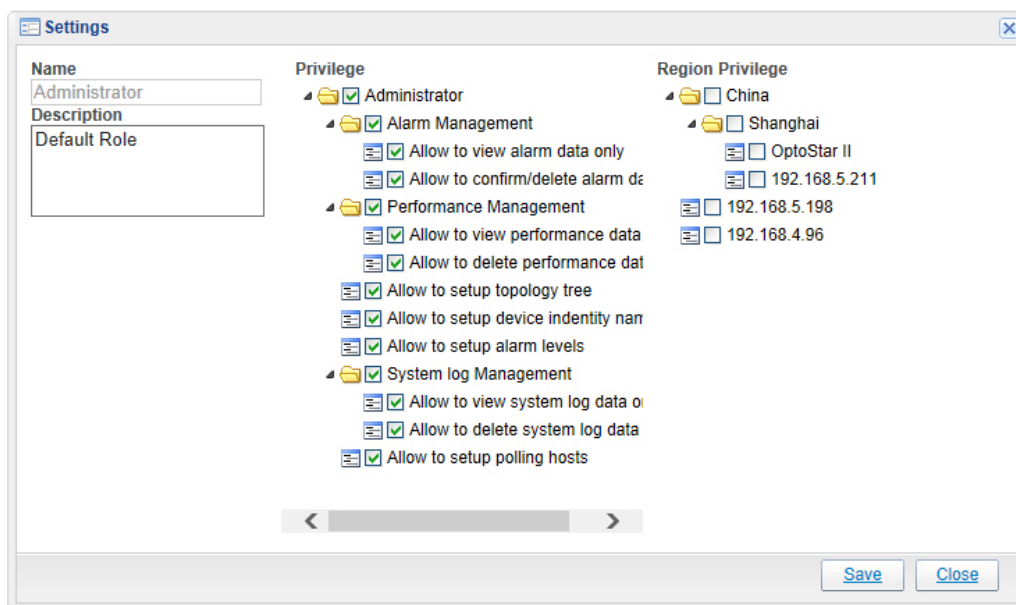 Settings
Name
Administrator
Description
Default Role
Privilege
Administrator
Alarm Management
Allow to view alarm data only
Allow to confirm/delete alarm da
Performance Management
Allow to view performance data
Allow to delete performance dat
Allow to setup topology tree
Allow to setup device indentity nam
Allow to setup alarm levels
System log Management
Allow to view system log data o
Allow to delete system log data
Allow to setup polling hosts
Region Privilege
China
Shanghai
OptoStar II
192.168.5.211
192.168.5.198
192.168.4.96
Save
Close